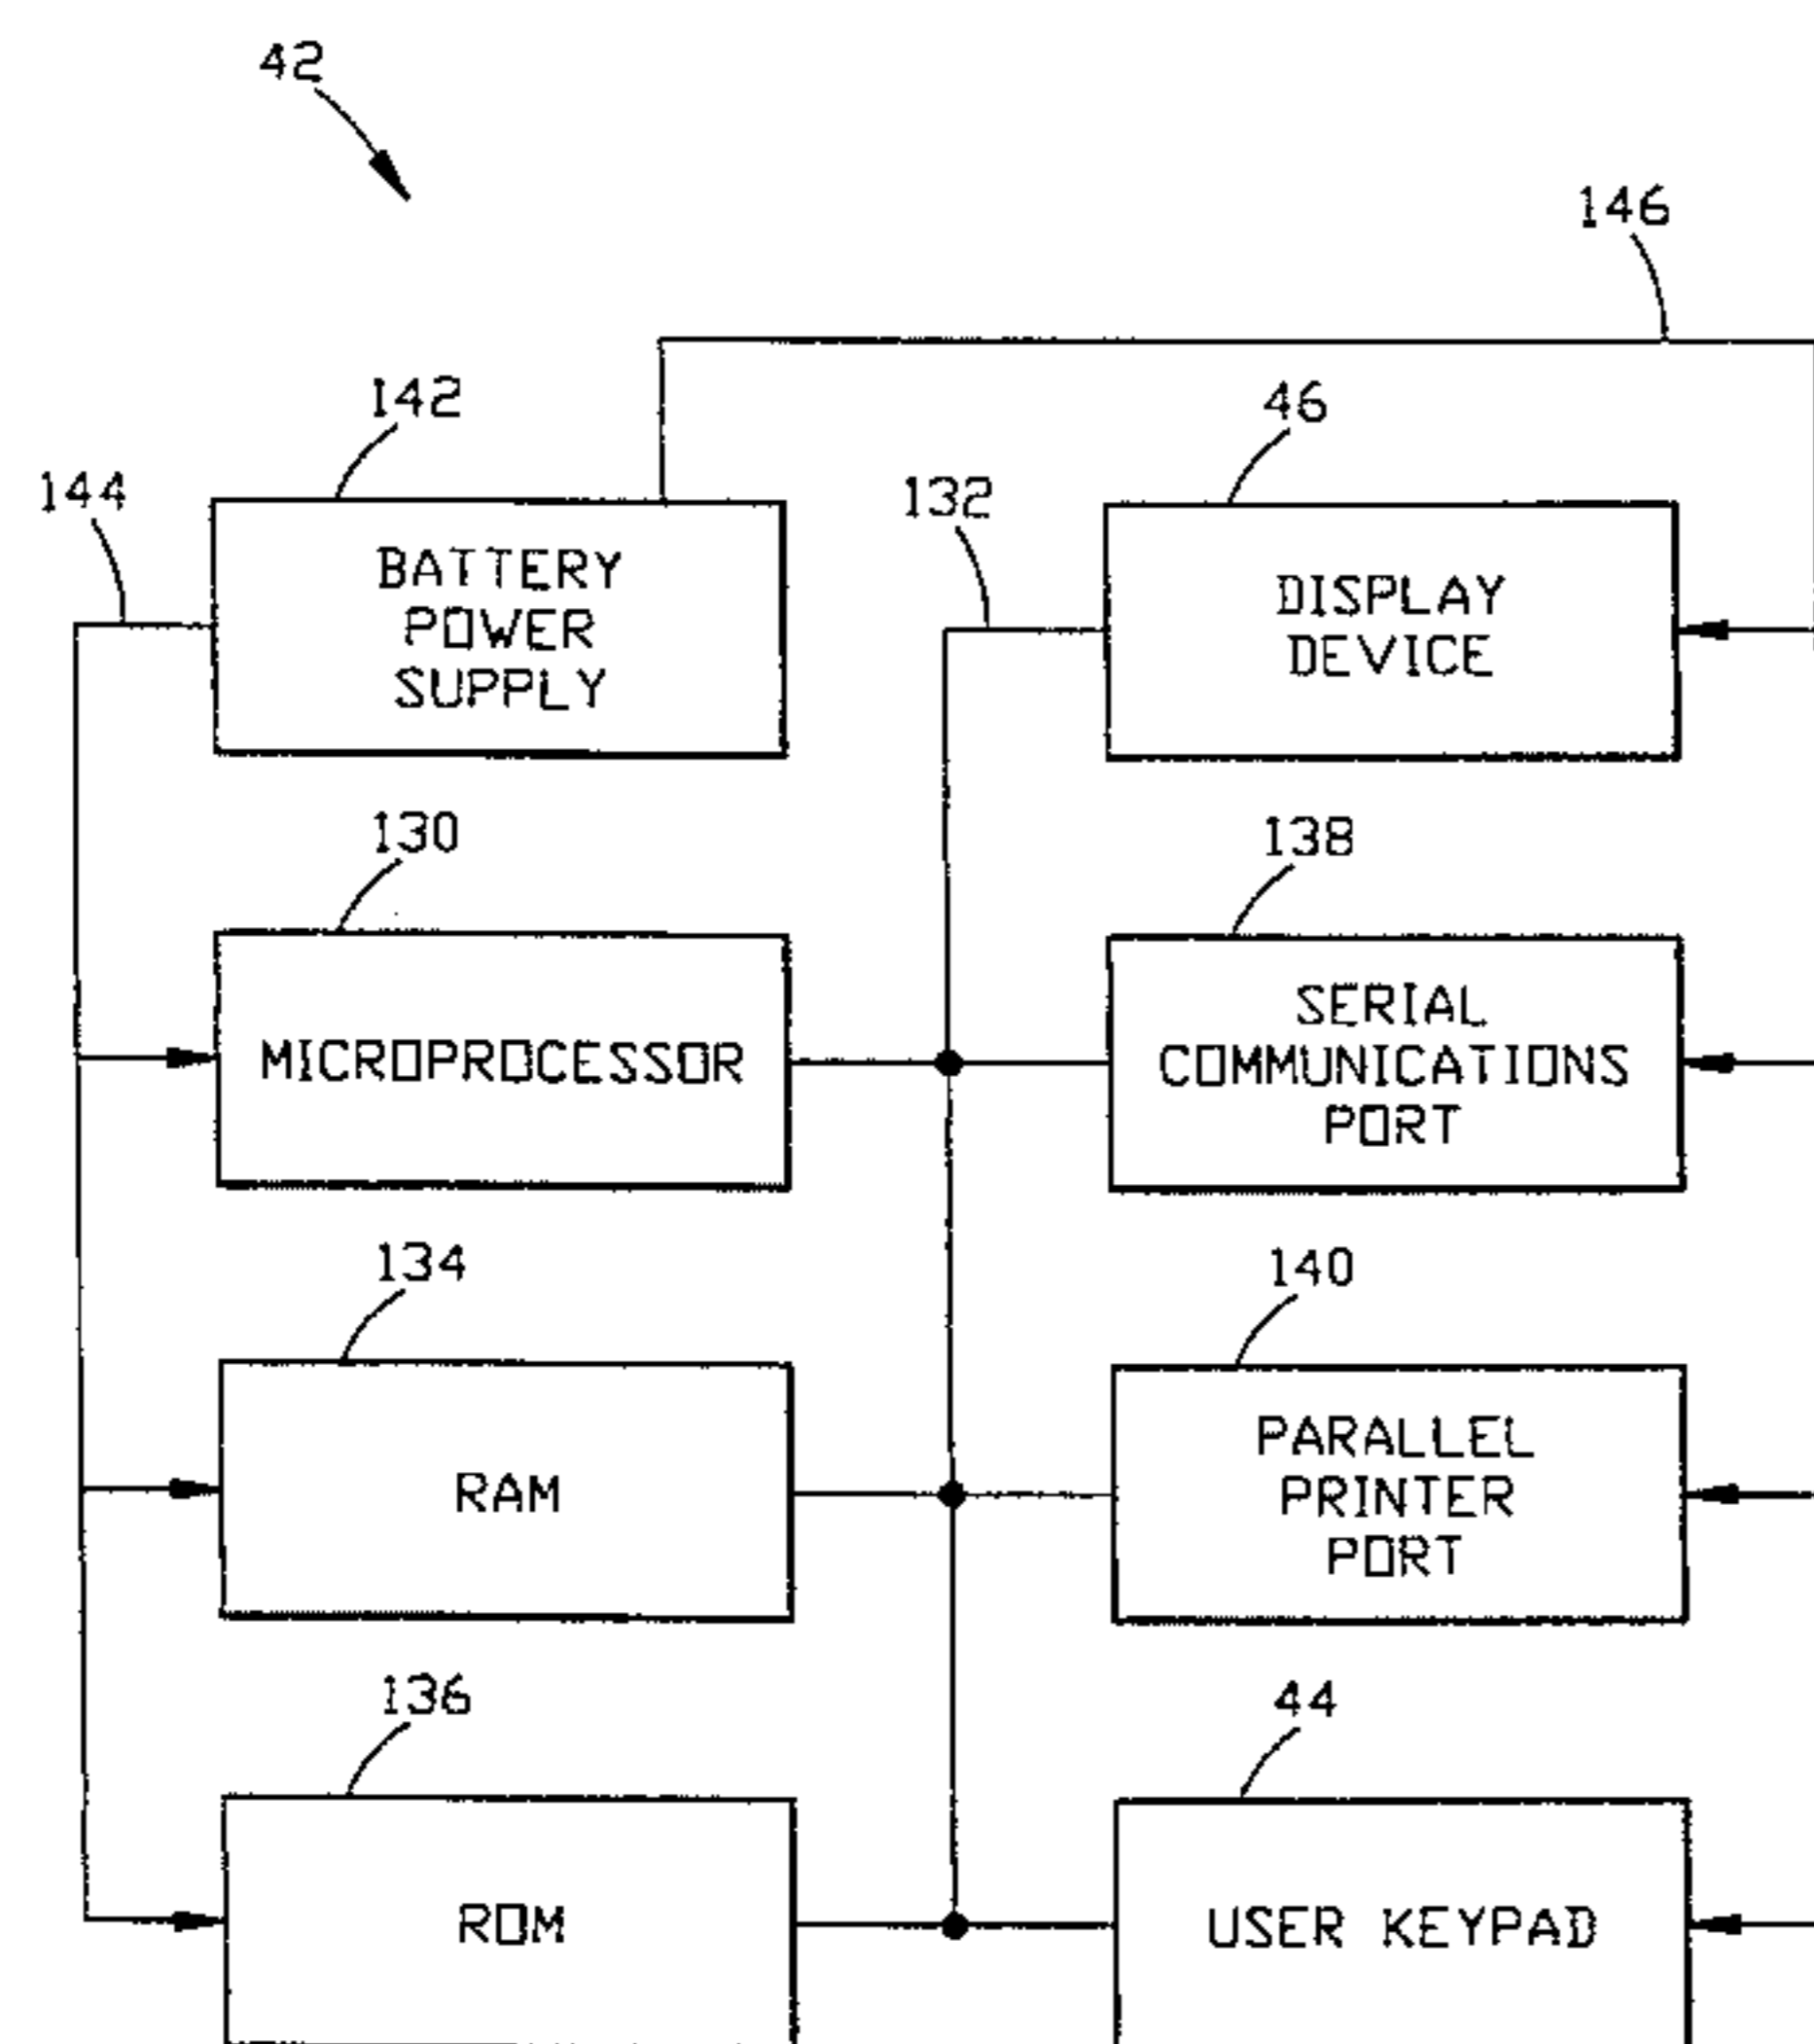 42
146
142
46
144
132
BATTERY
POWER
SUPPLY
DISPLAY
DEVICE
130
138
MICROPROCESSOR
SERIAL
COMMUNICATIONS
PORT
134
140
RAM
PARALLEL
PRINTER
PORT
136
44
ROM
USER KEYPAD